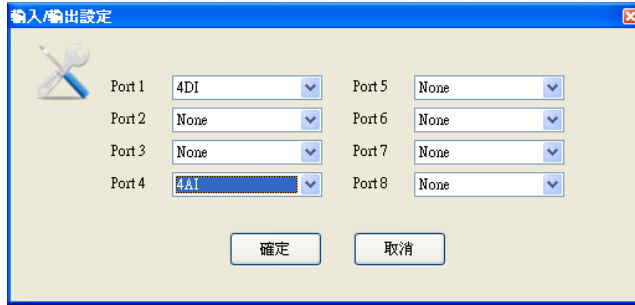 輸入/輸出設定
Port 1 4DI Port 5 None
Port 2 None Port 6 None
Port 3 None Port 7 None
Port 4 4AI Port 8 None
確定 取消